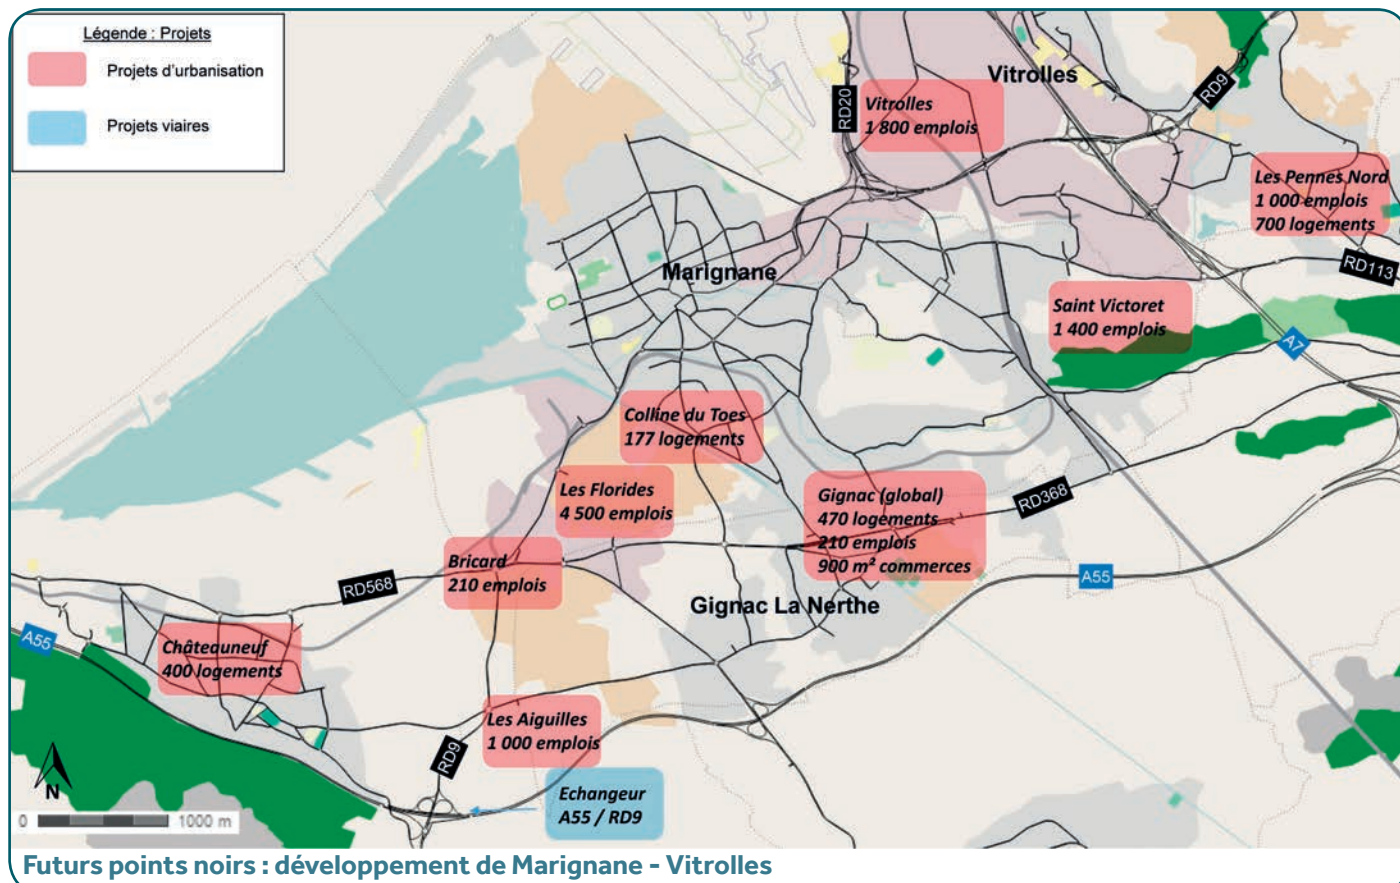 Légende : Projets
Projets d'urbanisation
Projets viaires
Vitrolles
RD9
RD20
Vitrolles
1 800 emplois
Les Pennes Nord
1 000 emplois
700 logements
RD113
Marignane
Saint Victoret
1 400 emplois
A7
Colline du Toes
177 logements
Les Florides
4 500 emplois
Gignac (global)
470 logements
210 emplois
900 m² commerces
RD368
Bricard
210 emplois
RD568
A55
Gignac La Nerthe
A55
Châteauneuf
400 logements
Les Aiguilles
1 000 emplois
RD9
Echangeur
A55 / RD9
N
0 1000 m
Futurs points noirs : développement de Marignane - Vitrolles